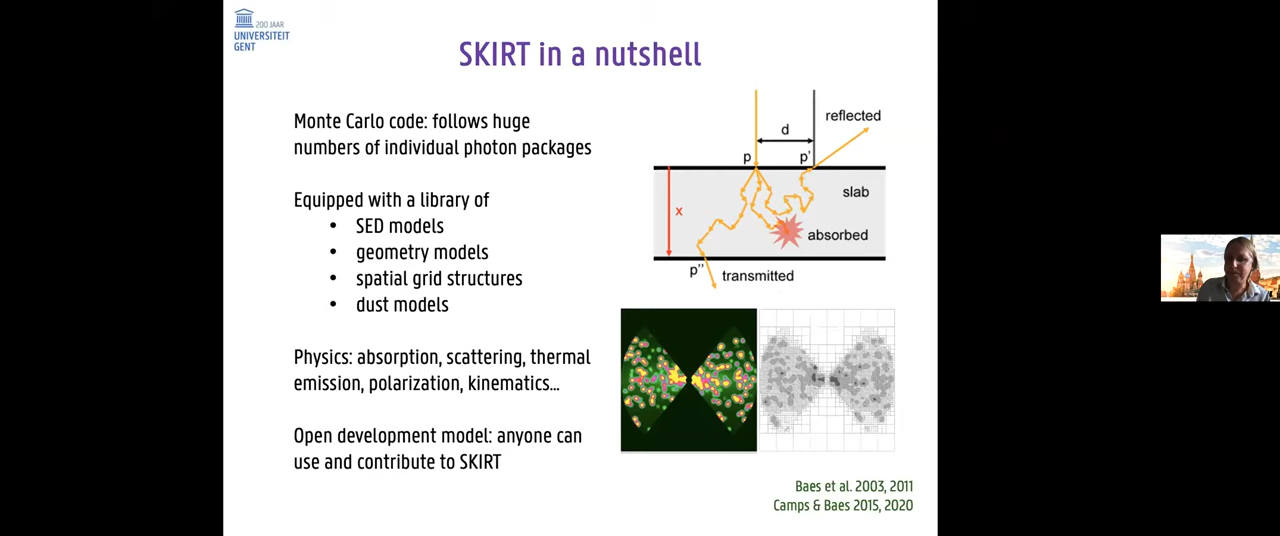 200 JAAR
UNIVERSITEIT
GENT
SKIRT in a nutshell
Monte Carlo code: follows huge
numbers of individual photon packages
Equipped with a library of
• SED models
• geometry models
• spatial grid structures
• dust models
Physics: absorption, scattering, thermal
emission, polarization, kinematics...
Open development model: anyone can
use and contribute to SKIRT
reflected
d
p
p'
slab
x
absorbed
p''
transmitted
Baes et al. 2003, 2011
Camps & Baes 2015, 2020